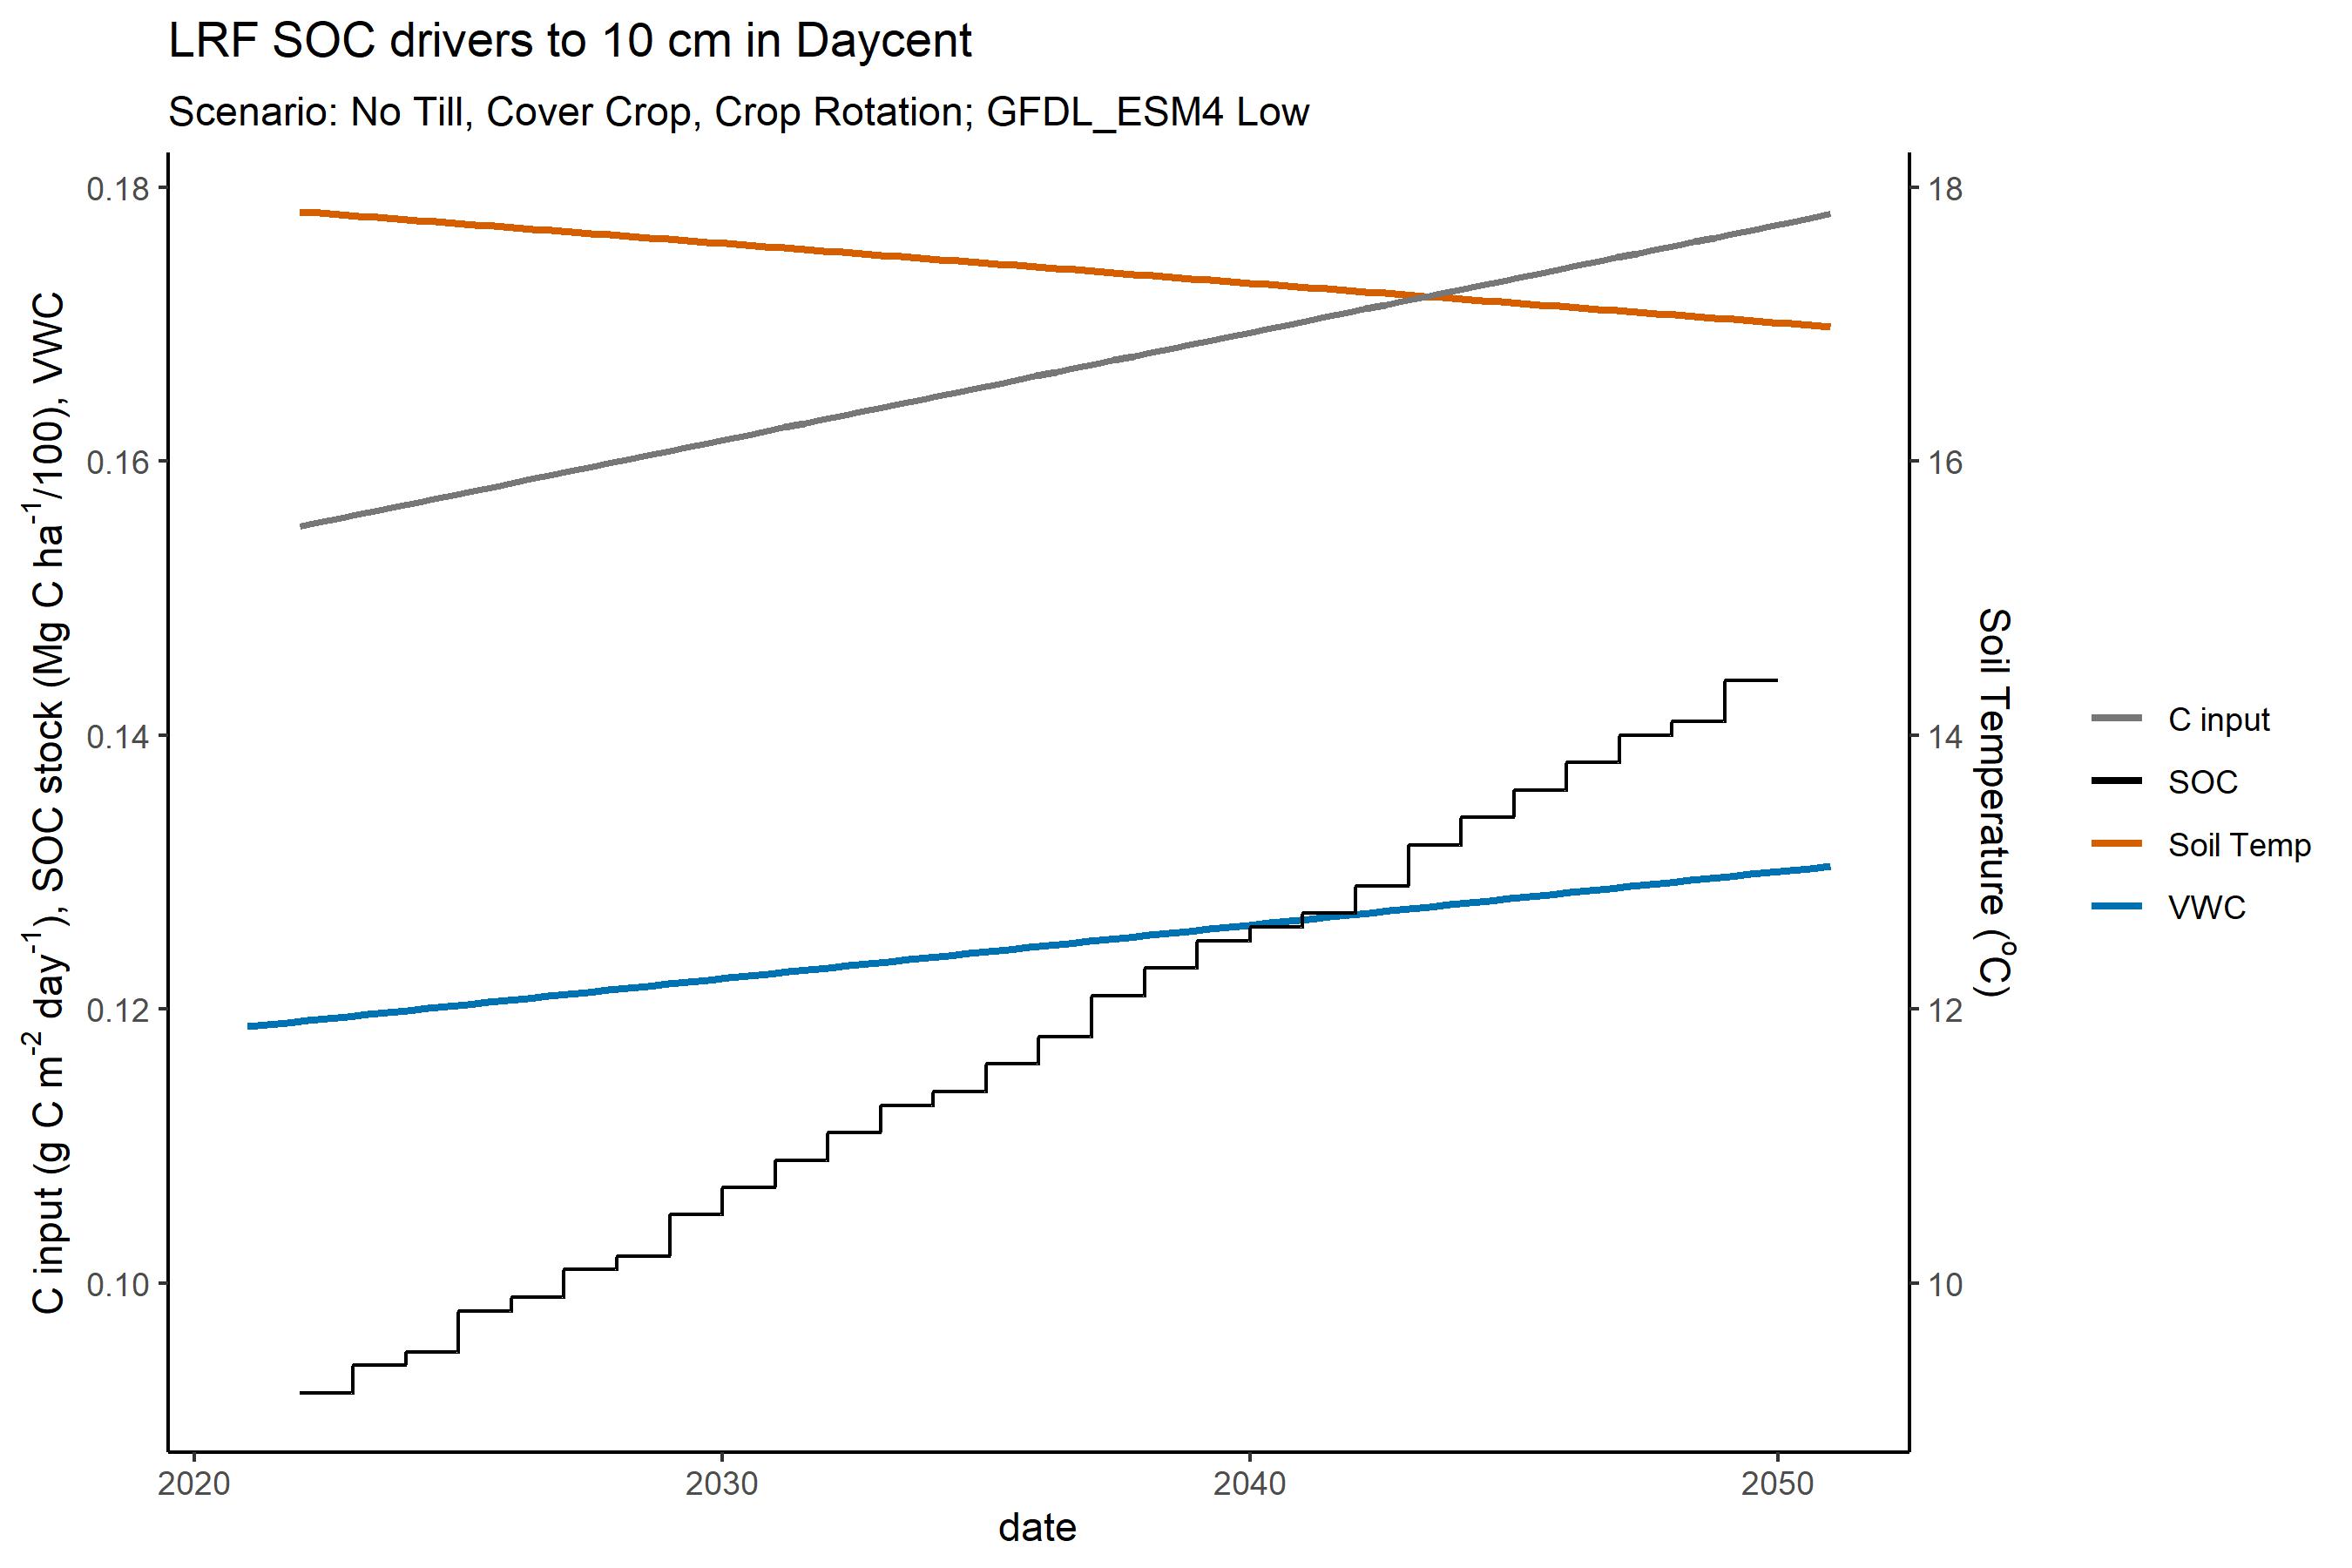 LRF SOC drivers to 10 cm in Daycent
Scenario: No Till, Cover Crop, Crop Rotation; GFDL_ESM4 Low
C input (g C m⁻² day⁻¹), SOC stock (Mg C ha⁻¹/100), VWC
0.18
0.16
0.14
0.12
0.10
18
16
14
12
10
Soil Temperature (°C)
C input
SOC
Soil Temp
VWC
2020
2030
2040
2050
date